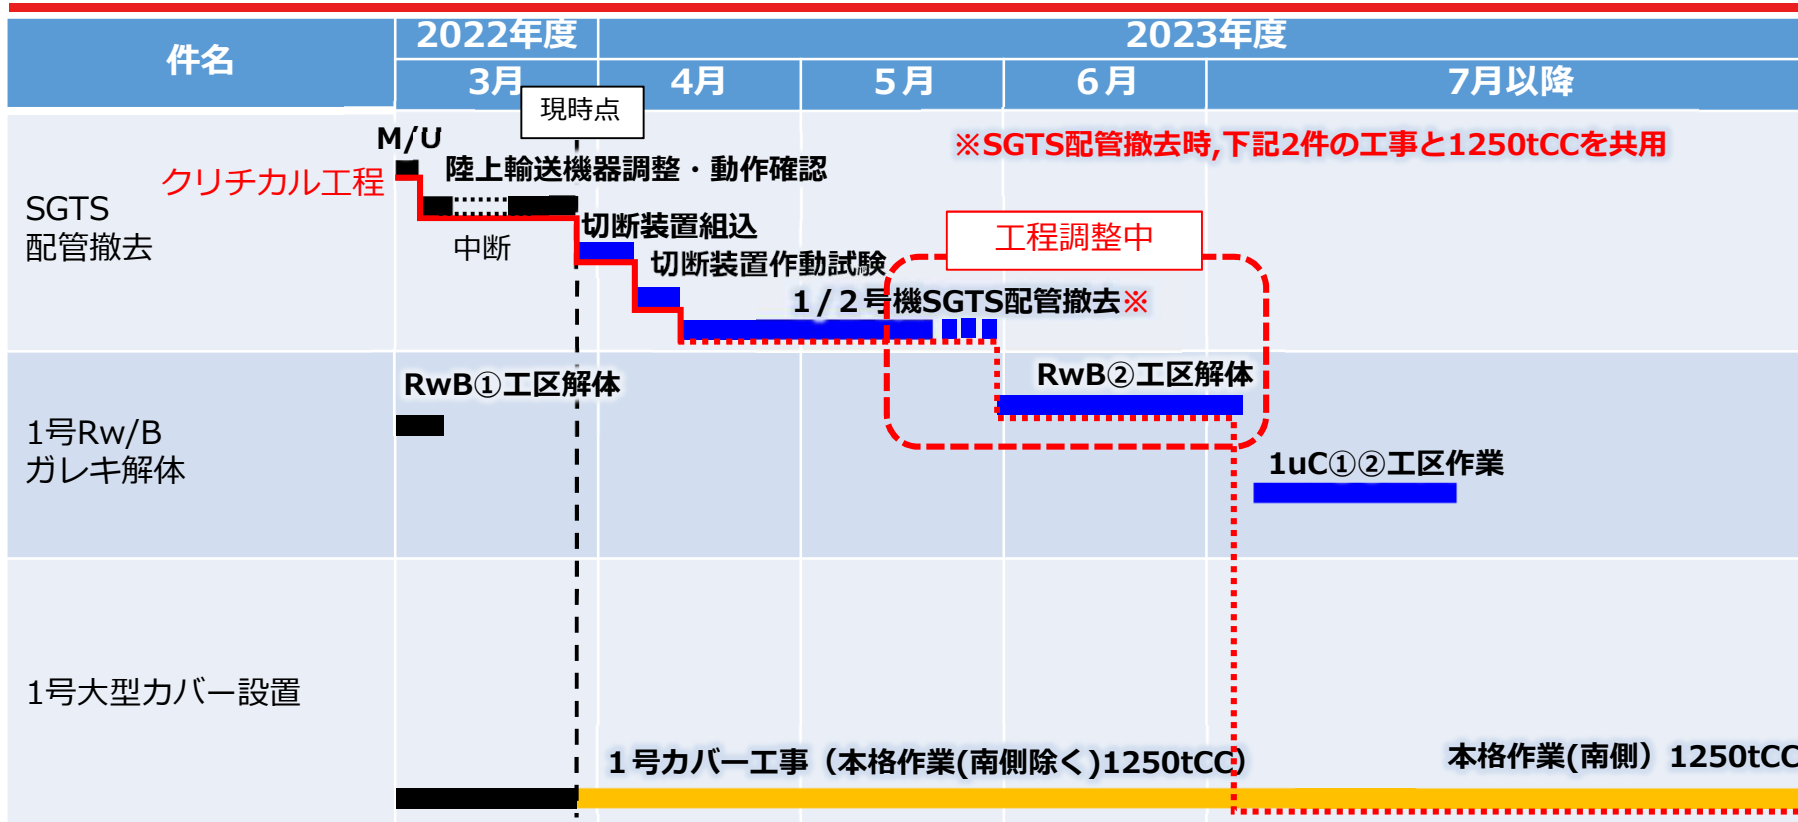 件名
2022年度
2023年度
3月
4月
5月
6月
7月以降
現時点
M/U
※SGTS配管撤去時,下記2件の工事と1250tCCを共用
クリチカル工程
陸上輸送機器調整・動作確認
SGTS
配管撤去
中断
切断装置組込
工程調整中
切断装置作動試験
1/2号機SGTS配管撤去※
RwB①工区解体
RwB②工区解体
1号Rw/B
ガレキ解体
1uC①②工区作業
1号大型カバー設置
1号カバー工事（本格作業(南側除く)1250tCC）
本格作業(南側）1250tCC